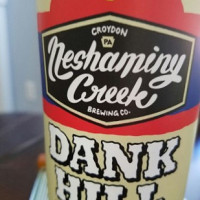 CROYDON
PA
Neshaminy
Creek
BREWING CO.
DANK
HILL